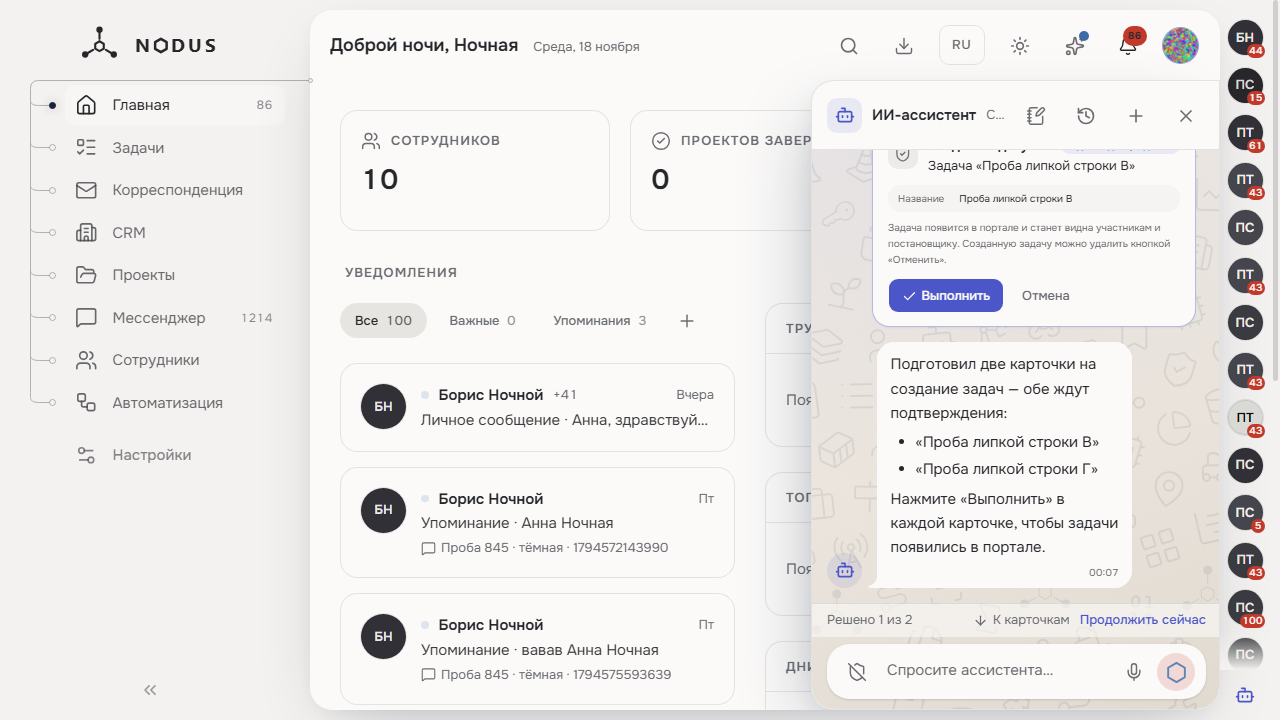 NODUS
Главная 86
Задачи
Корреспонденция
CRM
Проекты
Мессенджер 1214
Сотрудники
Автоматизация
Настройки
Доброй ночи, Ночная Среда, 18 ноября
RU
86
СОТРУДНИКОВ
10
ПРОЕКТОВ ЗАВЕР
0
УВЕДОМЛЕНИЯ
Все 100 Важные 0 Упоминания 3
БН
Борис Ночной +41 Вчера
Личное сообщение · Анна, здравствуй...
БН
Борис Ночной Пт
Упоминание · Анна Ночная
Проба 845 · тёмная · 1794572143990
БН
Борис Ночной Пт
Упоминание · вавав Анна Ночная
Проба 845 · тёмная · 1794575593639
ТРУ
Поя
ТОГ
Поя
ДНИ
ИИ-ассистент С...
Задача «Проба липкой строки В»
Название Проба липкой строки В
Задача появится в портале и станет видна участникам и
постановщику. Созданную задачу можно удалить кнопкой
«Отменить».
Выполнить Отмена
Подготовил две карточки на
создание задач — обе ждут
подтверждения:
• «Проба липкой строки В»
• «Проба липкой строки Г»
Нажмите «Выполнить» в
каждой карточке, чтобы задачи
появились в портале.
00:07
Решено 1 из 2 К карточкам Продолжить сейчас
Спросите ассистента...
БН
44
ПС
15
ПТ
61
ПТ
43
ПС
ПТ
43
ПС
ПТ
43
ПТ
43
ПС
ПС
5
ПТ
43
ПС
100
ПС